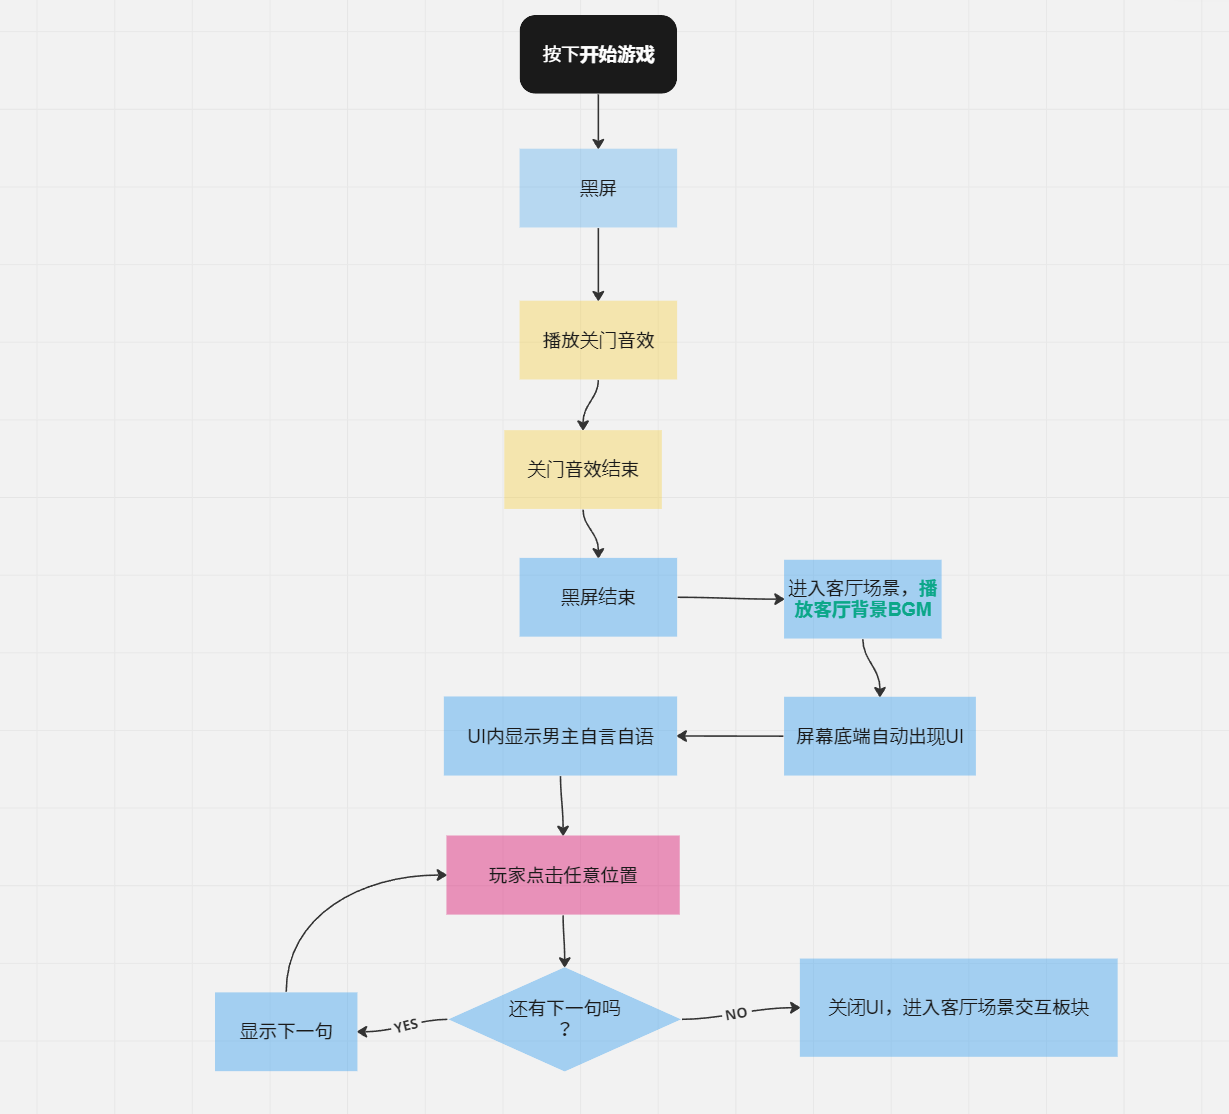 按下开始游戏
黑屏
播放关门音效
关门音效结束
黑屏结束
进入客厅场景，播
放客厅背景BGM
屏幕底端自动出现UI
UI内显示男主自言自语
玩家点击任意位置
还有下一句吗
？
YES
显示下一句
NO
关闭UI，进入客厅场景交互板块